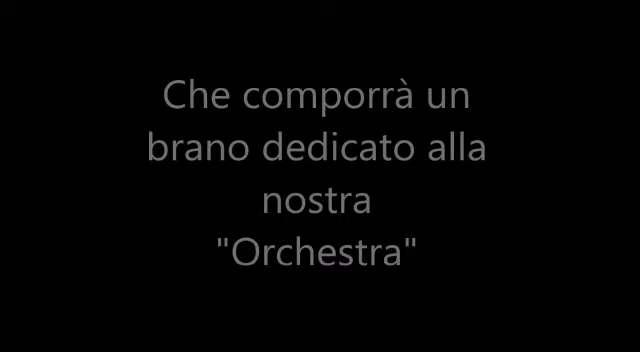 Che comporrà un
brano dedicato alla
nostra
"Orchestra"